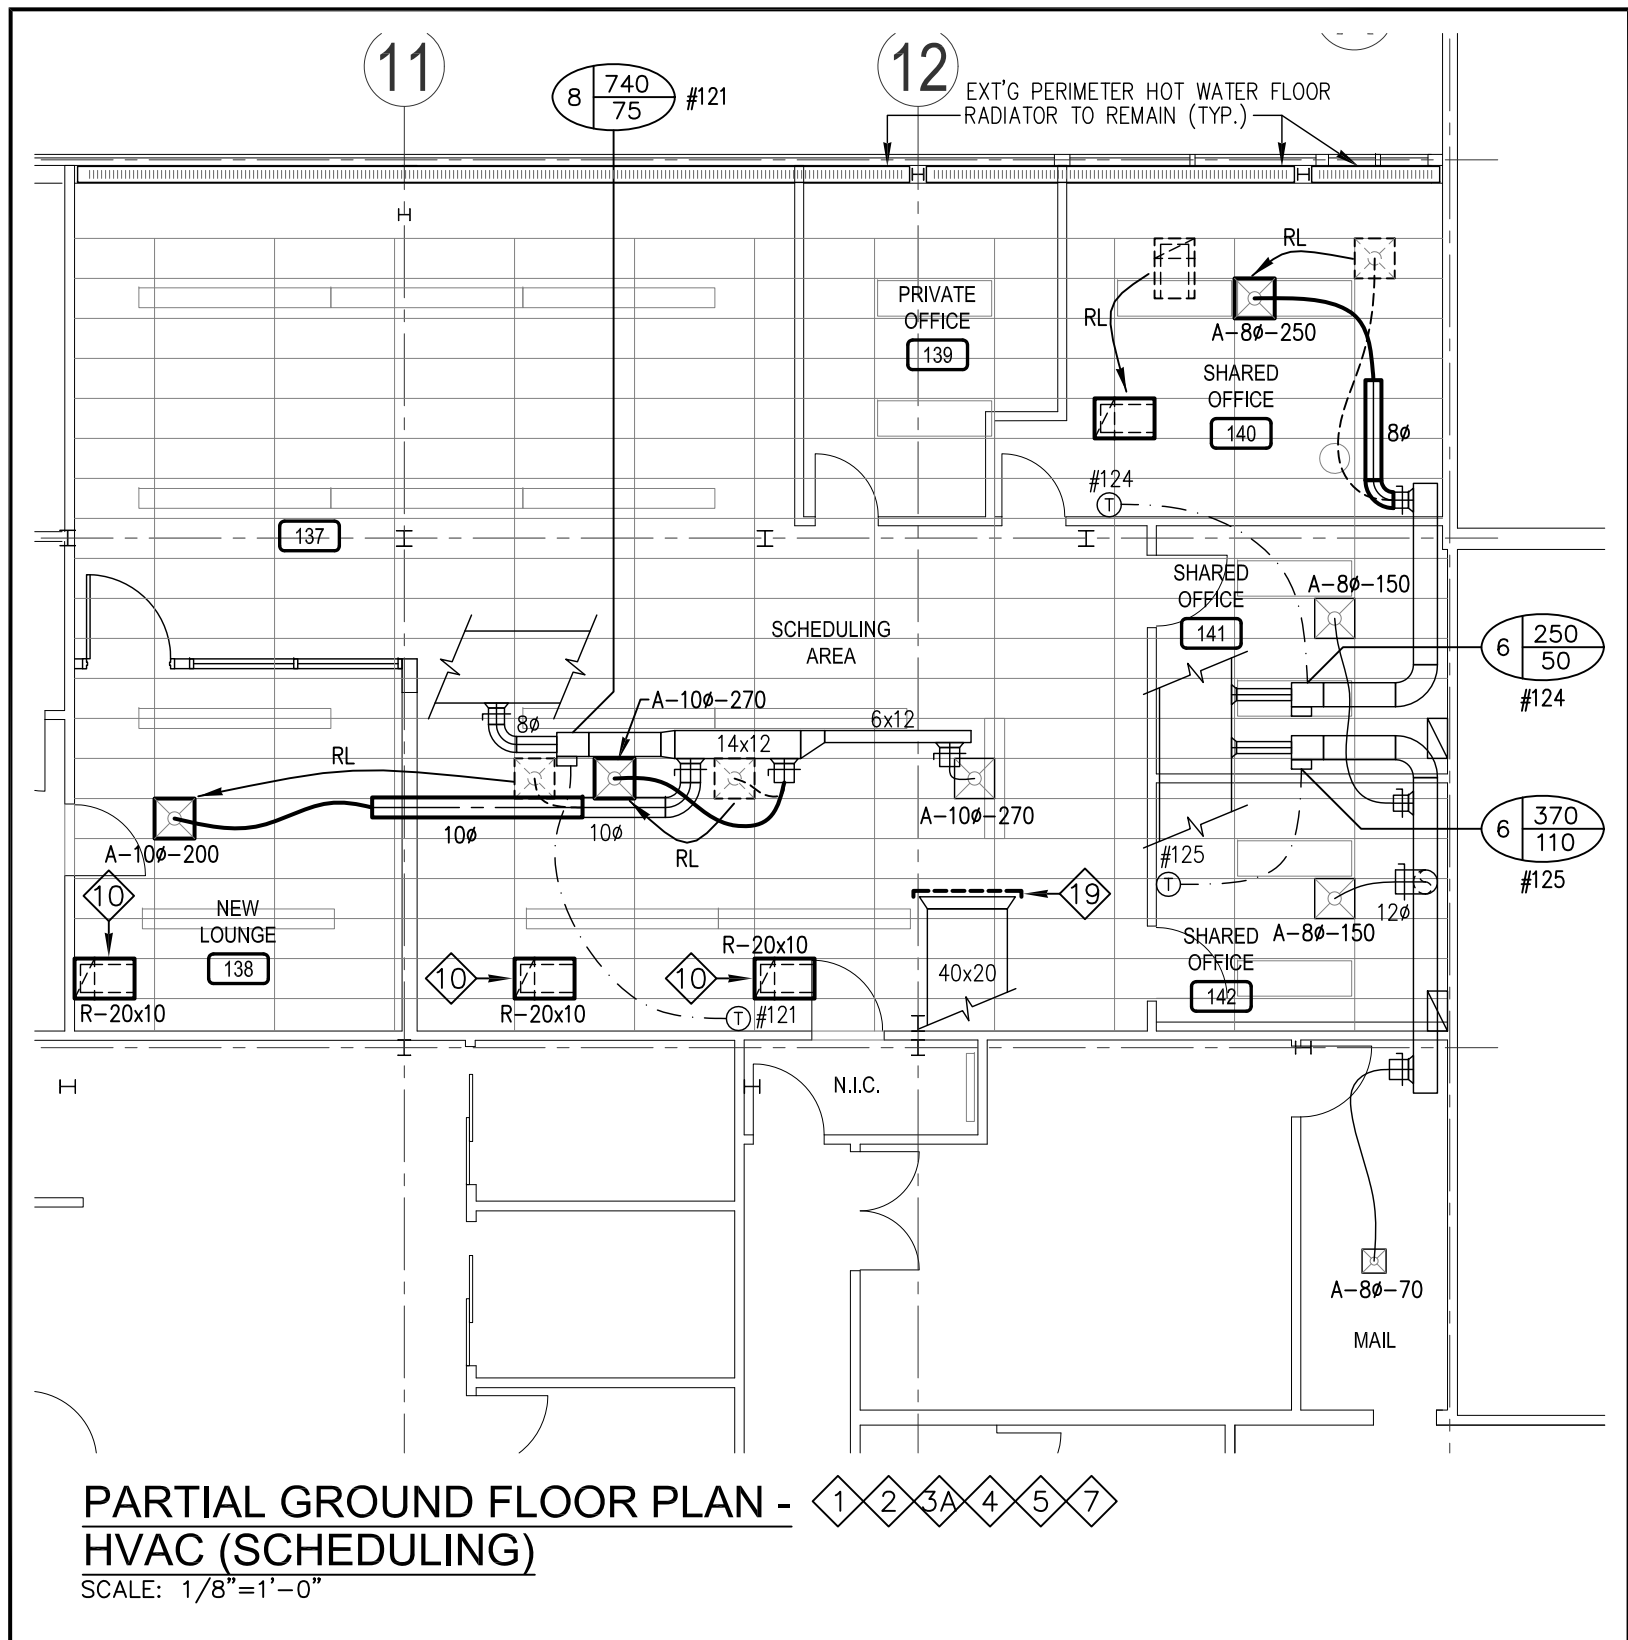 11
12
8 740 75 #121
EXT'G PERIMETER HOT WATER FLOOR
RADIATOR TO REMAIN (TYP.)
RL
PRIVATE
OFFICE
139
RL
A-8ø-250
SHARED
OFFICE
140
8ø
#124
T
137
SHARED
OFFICE
141
A-8ø-150
SCHEDULING
AREA
6 250 50
#124
A-10ø-270
8ø
14x12
6x12
RL
10ø
10ø
A-10ø-270
RL
A-10ø-200
6 370 110
#125
#125
T
10
NEW
LOUNGE
138
19
12ø
A-8ø-150
SHARED
OFFICE
142
R-20x10
10
10
40x20
R-20x10
R-20x10
T #121
N.I.C.
A-8ø-70
MAIL
PARTIAL GROUND FLOOR PLAN - 1 2 3A 4 5 7
HVAC (SCHEDULING)
SCALE: 1/8"=1'-0"